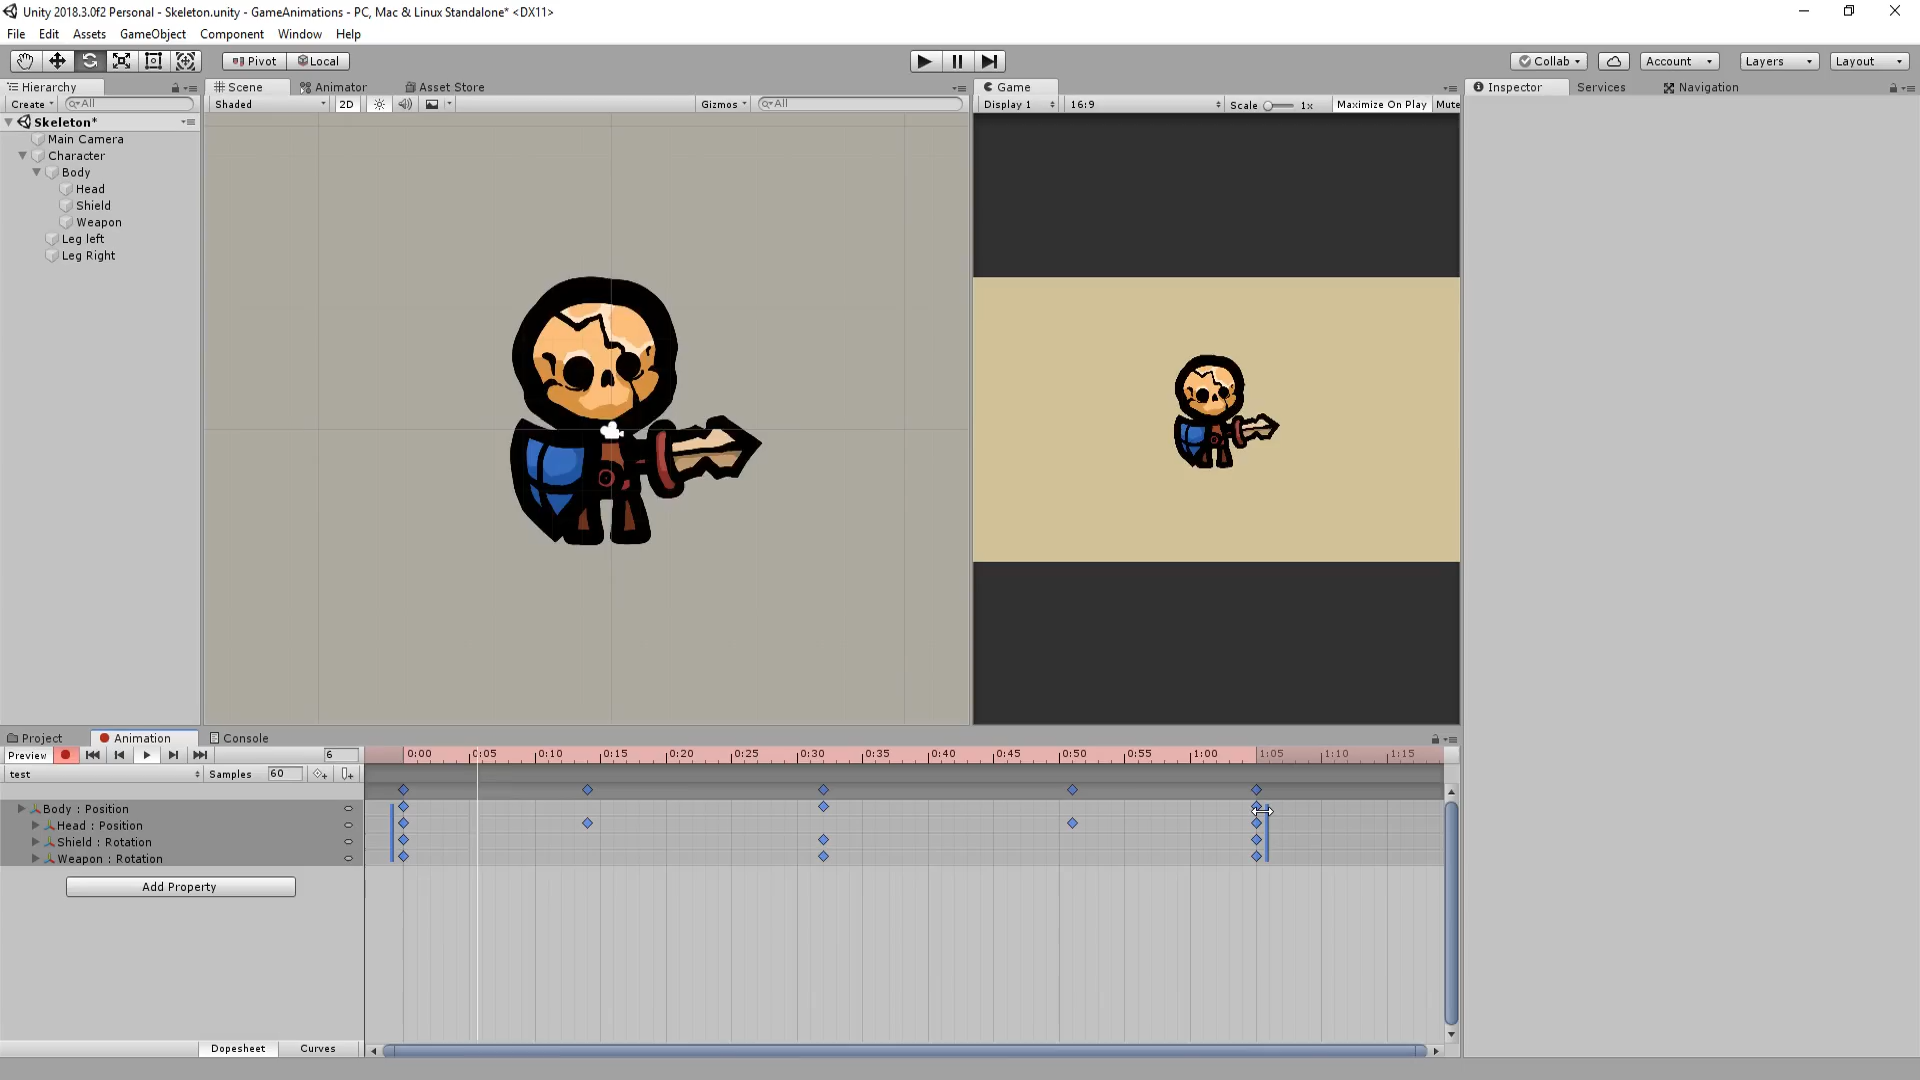 Unity 2018.3.0f2 Personal - Skeleton.unity - GameAnimations - PC, Mac & Linux Standalone* <DX11>
File Edit Assets GameObject Component Window Help
Pivot Local Collab Account Layers Layout
Hierarchy Scene Animator Asset Store Game Inspector Services Navigation
Create All Shaded 2D Gizmos All Display 1 16:9 Scale 1x Maximize On Play Mute
Skeleton*
Main Camera
Character
Body
Head
Shield
Weapon
Leg left
Leg Right
Project Animation Console
Preview 6 0:00 0:05 0:10 0:15 0:20 0:25 0:32 0:35 0:40 0:45 0:50 0:55 1:00 1:05 1:10 1:15
test Samples 60
Body : Position
Head : Position
Shield : Rotation
Weapon : Rotation
Add Property
Dopesheet Curves